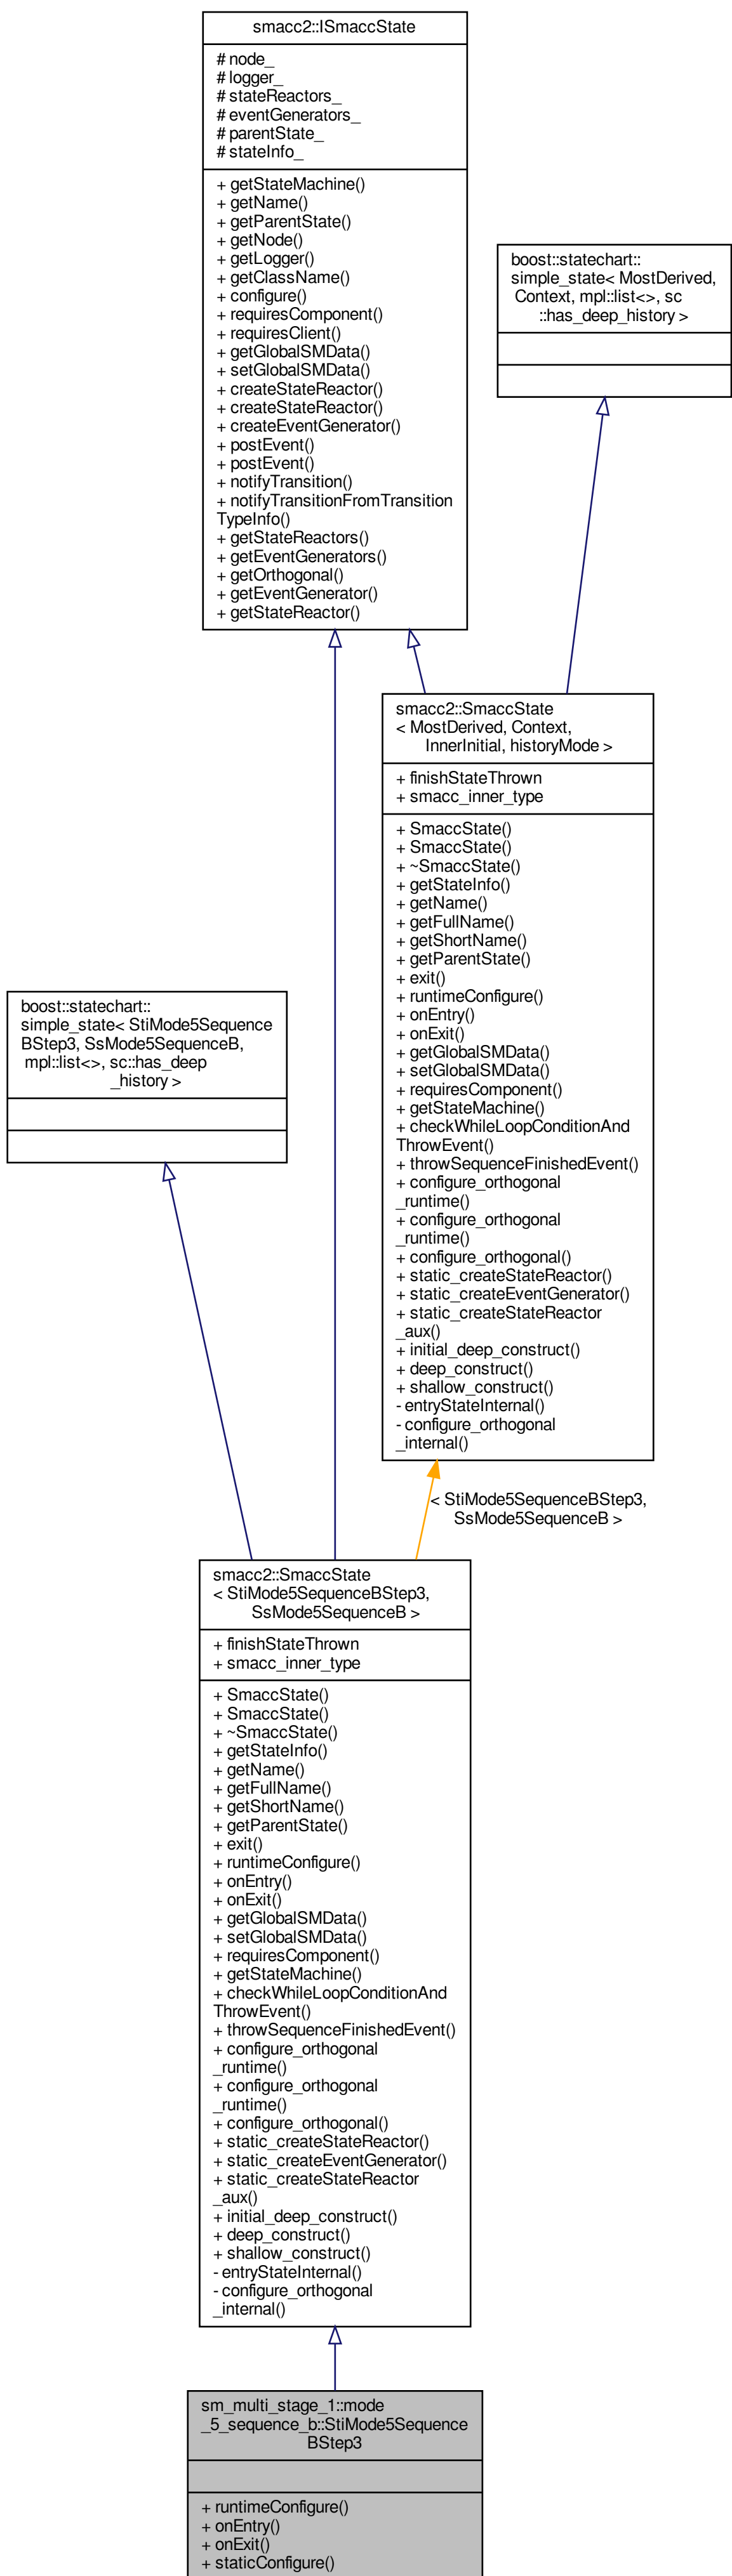 smacc2::ISmaccState
# node_
# logger_
# stateReactors_
# eventGenerators_
# parentState_
# stateInfo_
+ getStateMachine()
+ getName()
+ getParentState()
+ getNode()
+ getLogger()
+ getClassName()
+ configure()
+ requiresComponent()
+ requiresClient()
+ getGlobalSMData()
+ setGlobalSMData()
+ createStateReactor()
+ createStateReactor()
+ createEventGenerator()
+ postEvent()
+ postEvent()
+ notifyTransition()
+ notifyTransitionFromTransition
TypeInfo()
+ getStateReactors()
+ getEventGenerators()
+ getOrthogonal()
+ getEventGenerator()
+ getStateReactor()
boost::statechart::
simple_state< MostDerived,
Context, mpl::list<>, sc
::has_deep_history >
smacc2::SmaccState
< MostDerived, Context,
InnerInitial, historyMode >
+ finishStateThrown
+ smacc_inner_type
+ SmaccState()
+ SmaccState()
+ ~SmaccState()
+ getStateInfo()
+ getName()
+ getFullName()
+ getShortName()
+ getParentState()
+ exit()
+ runtimeConfigure()
+ onEntry()
+ onExit()
+ getGlobalSMData()
+ setGlobalSMData()
+ requiresComponent()
+ getStateMachine()
+ checkWhileLoopConditionAnd
ThrowEvent()
+ throwSequenceFinishedEvent()
+ configure_orthogonal
_runtime()
+ configure_orthogonal
_runtime()
+ configure_orthogonal()
+ static_createStateReactor()
+ static_createEventGenerator()
+ static_createStateReactor
_aux()
+ initial_deep_construct()
+ deep_construct()
+ shallow_construct()
- entryStateInternal()
- configure_orthogonal
_internal()
boost::statechart::
simple_state< StiMode5Sequence
BStep3, SsMode5SequenceB,
mpl::list<>, sc::has_deep
_history >
< StiMode5SequenceBStep3,
SsMode5SequenceB >
smacc2::SmaccState
< StiMode5SequenceBStep3,
SsMode5SequenceB >
+ finishStateThrown
+ smacc_inner_type
+ SmaccState()
+ SmaccState()
+ ~SmaccState()
+ getStateInfo()
+ getName()
+ getFullName()
+ getShortName()
+ getParentState()
+ exit()
+ runtimeConfigure()
+ onEntry()
+ onExit()
+ getGlobalSMData()
+ setGlobalSMData()
+ requiresComponent()
+ getStateMachine()
+ checkWhileLoopConditionAnd
ThrowEvent()
+ throwSequenceFinishedEvent()
+ configure_orthogonal
_runtime()
+ configure_orthogonal
_runtime()
+ configure_orthogonal()
+ static_createStateReactor()
+ static_createEventGenerator()
+ static_createStateReactor
_aux()
+ initial_deep_construct()
+ deep_construct()
+ shallow_construct()
- entryStateInternal()
- configure_orthogonal
_internal()
sm_multi_stage_1::mode
_5_sequence_b::StiMode5Sequence
BStep3
+ runtimeConfigure()
+ onEntry()
+ onExit()
+ staticConfigure()